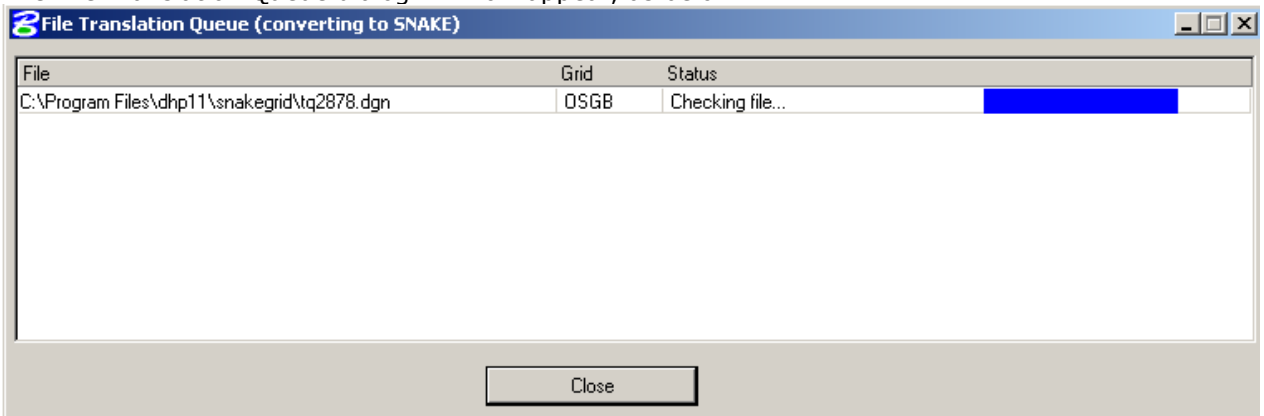 File Translation Queue (converting to SNAKE)
File Grid Status
C:\Program Files\dhp11\snakegrid\tq2878.dgn OSGB Checking file...
Close